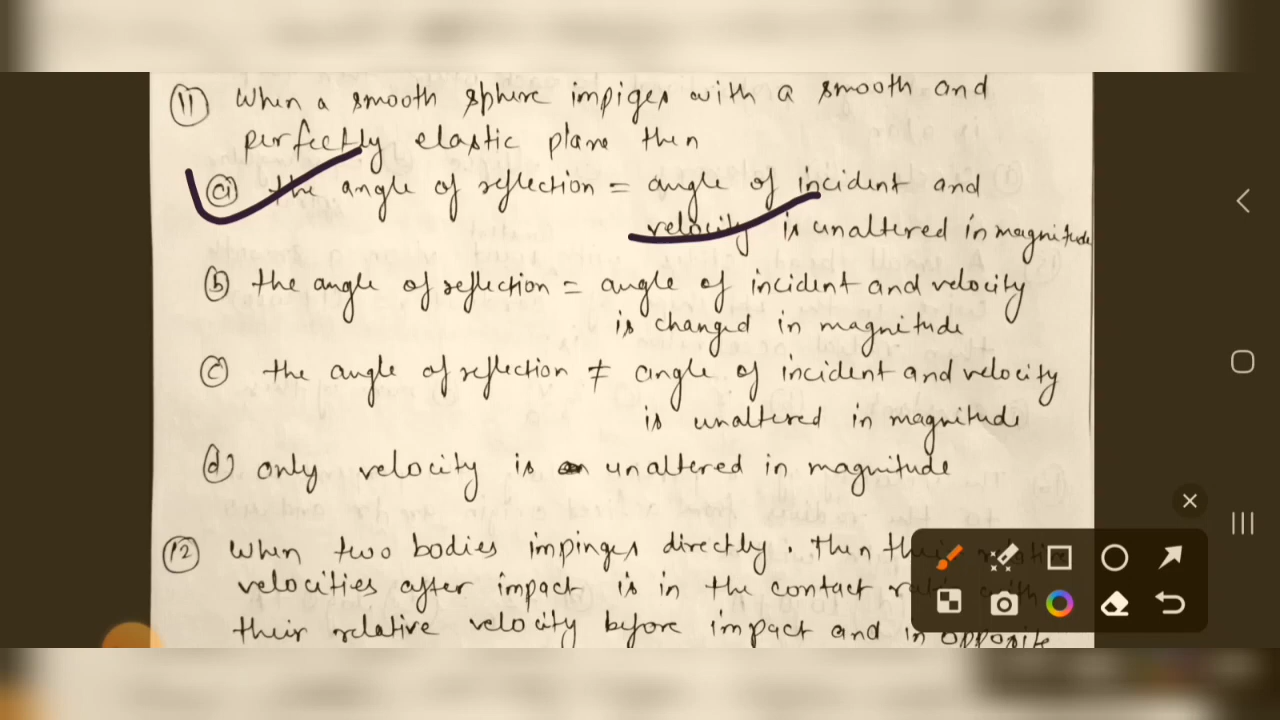 (11) When a smooth sphere impiges with a smooth and
perfectly elastic plane then
(a) the angle of reflection = angle of incident and
velocity is unaltered in magnitude
(b) the angle of reflection = angle of incident and velocity
is changed in magnitude
(c) the angle of reflection ≠ angle of incident and velocity
is unaltered in magnitude
(d) only velocity is unaltered in magnitude
(12) When two bodies impinges directly. Then their
velocities after impact is in the contact
their relative velocity before impact and in opposite